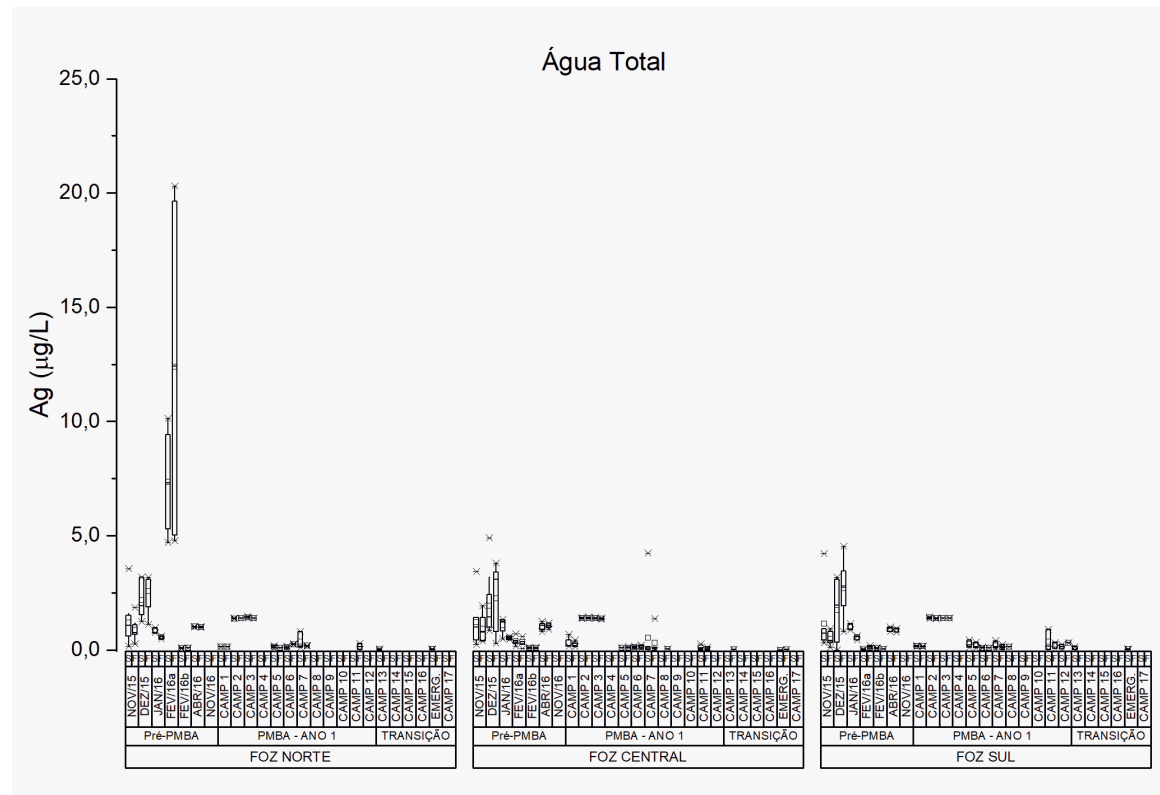 Água Total
Ag (µg/L)
25,0
20,0
15,0
10,0
5,0
0,0
NOV/15 DEZ/15 JAN/16 FEV/16a FEV/16b ABR/16 NOV/16 CAMP 1 CAMP 2 CAMP 3 CAMP 4 CAMP 5 CAMP 6 CAMP 7 CAMP 8 CAMP 9 CAMP 10 CAMP 11 CAMP 12 CAMP 13 CAMP 14 CAMP 15 CAMP 16 EMERG. CAMP 17
Pré-PMBA PMBA - ANO 1 TRANSIÇÃO
FOZ NORTE
NOV/15 DEZ/15 JAN/16 FEV/16a FEV/16b ABR/16 NOV/16 CAMP 1 CAMP 2 CAMP 3 CAMP 4 CAMP 5 CAMP 6 CAMP 7 CAMP 8 CAMP 9 CAMP 10 CAMP 11 CAMP 12 CAMP 13 CAMP 14 CAMP 15 CAMP 16 EMERG. CAMP 17
Pré-PMBA PMBA - ANO 1 TRANSIÇÃO
FOZ CENTRAL
NOV/15 DEZ/15 JAN/16 FEV/16a FEV/16b ABR/16 NOV/16 CAMP 1 CAMP 2 CAMP 3 CAMP 4 CAMP 5 CAMP 6 CAMP 7 CAMP 8 CAMP 9 CAMP 10 CAMP 11 CAMP 12 CAMP 13 CAMP 14 CAMP 15 CAMP 16 EMERG. CAMP 17
Pré-PMBA PMBA - ANO 1 TRANSIÇÃO
FOZ SUL